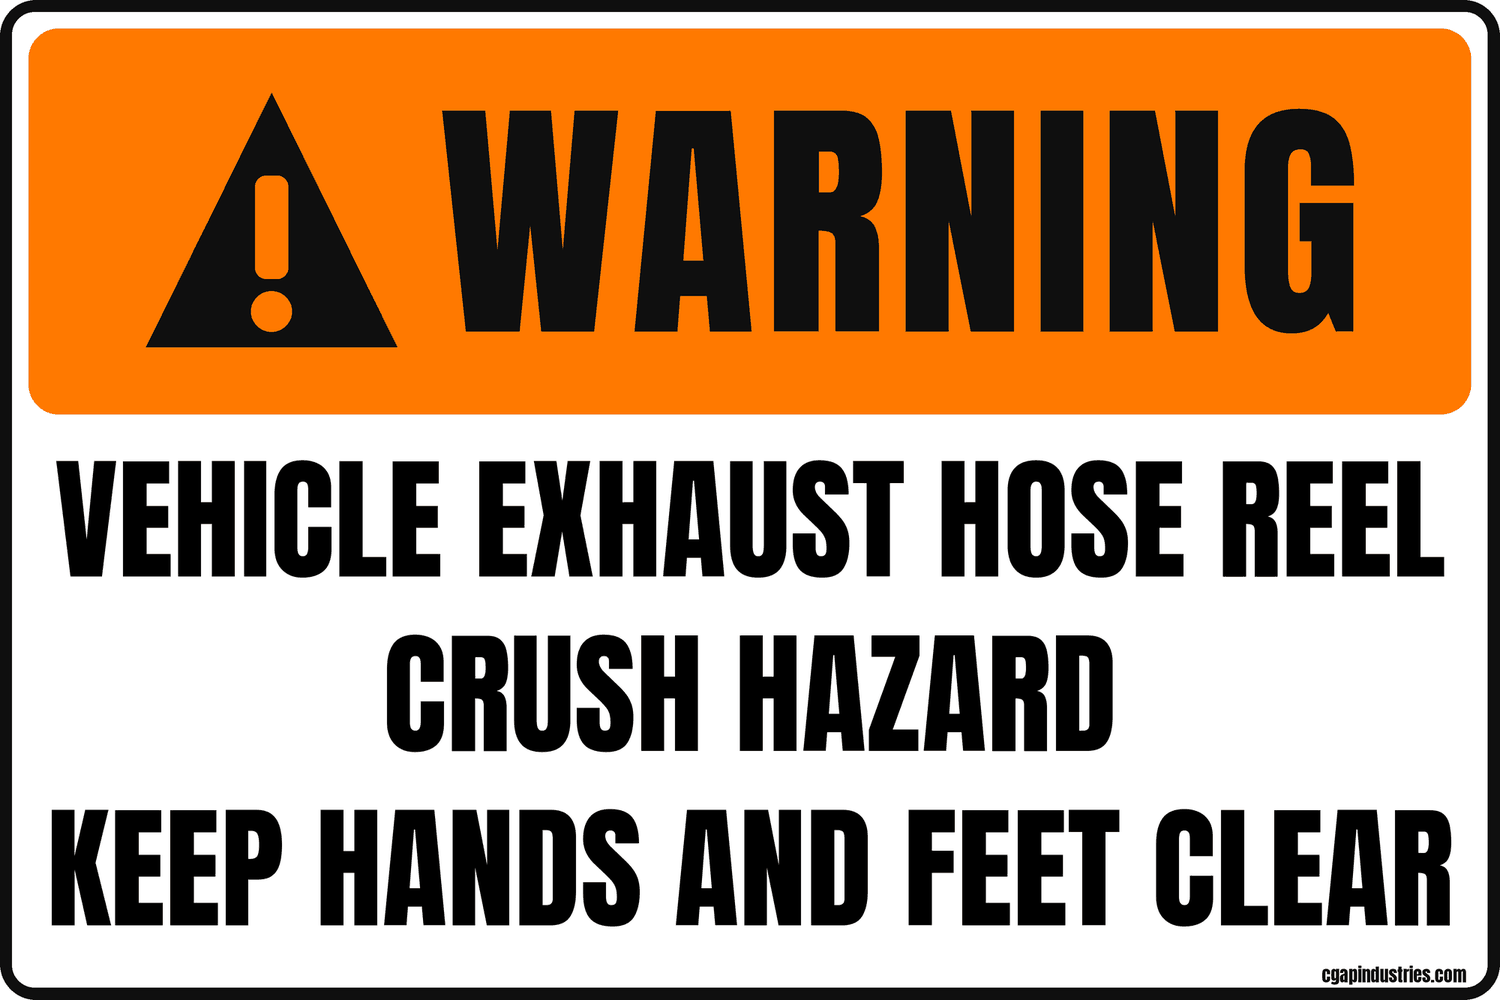 WARNING
VEHICLE EXHAUST HOSE REEL
CRUSH HAZARD
KEEP HANDS AND FEET CLEAR
cgapindustries.com